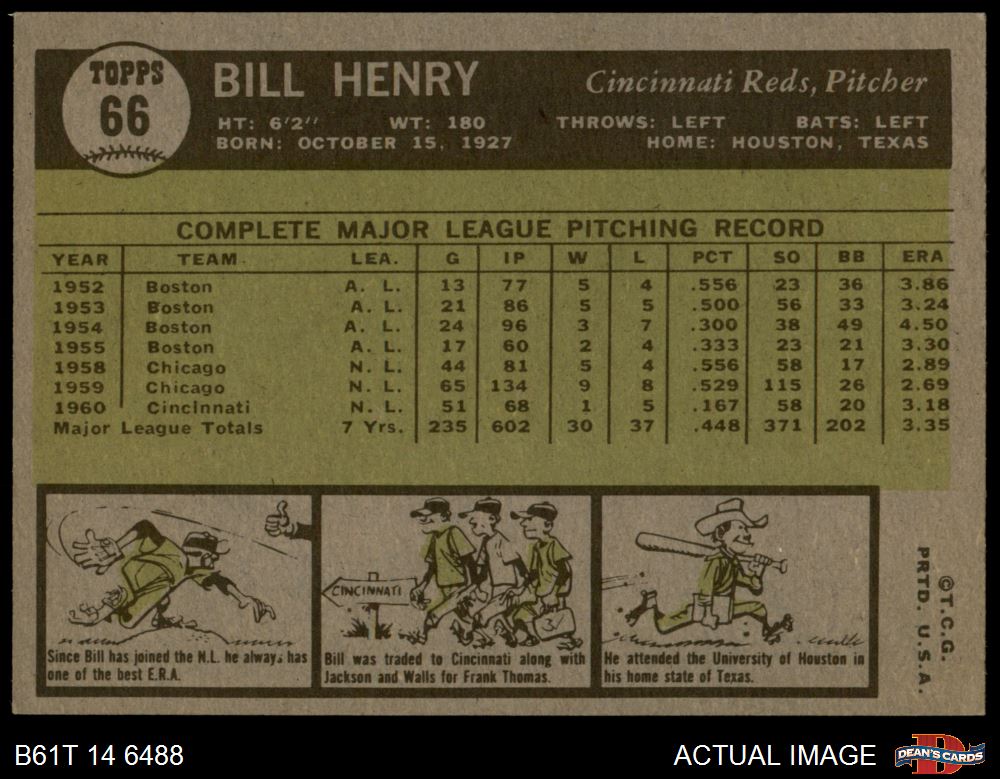 TOPPS
66
BILL HENRY
Cincinnati Reds, Pitcher
HT: 6'2" WT: 180 THROWS: LEFT BATS: LEFT
BORN: OCTOBER 15, 1927 HOME: HOUSTON, TEXAS
COMPLETE MAJOR LEAGUE PITCHING RECORD
YEAR TEAM LEA. G IP W L PCT SO BB ERA
1952 Boston A. L. 13 77 5 4 .556 23 36 3.86
1953 Boston A. L. 21 86 5 5 .500 56 33 3.24
1954 Boston A. L. 24 96 3 7 .300 38 49 4.50
1955 Boston A. L. 17 60 2 4 .333 23 21 3.30
1958 Chicago N. L. 44 81 5 4 .556 58 17 2.89
1959 Chicago N. L. 65 134 9 8 .529 115 26 2.69
1960 Cincinnati N. L. 51 68 1 5 .167 58 20 3.18
Major League Totals 7 Yrs. 235 602 30 37 .448 371 202 3.35
Since Bill has joined the N.L. he always has
one of the best E.R.A.
CINCINNATI
Bill was traded to Cincinnati along with
Jackson and Walls for Frank Thomas.
He attended the University of Houston in
his home state of Texas.
©T.C.G.
PRTD. U.S.A.
B61T 14 6488
ACTUAL IMAGE
D
DEAN'S CARDS